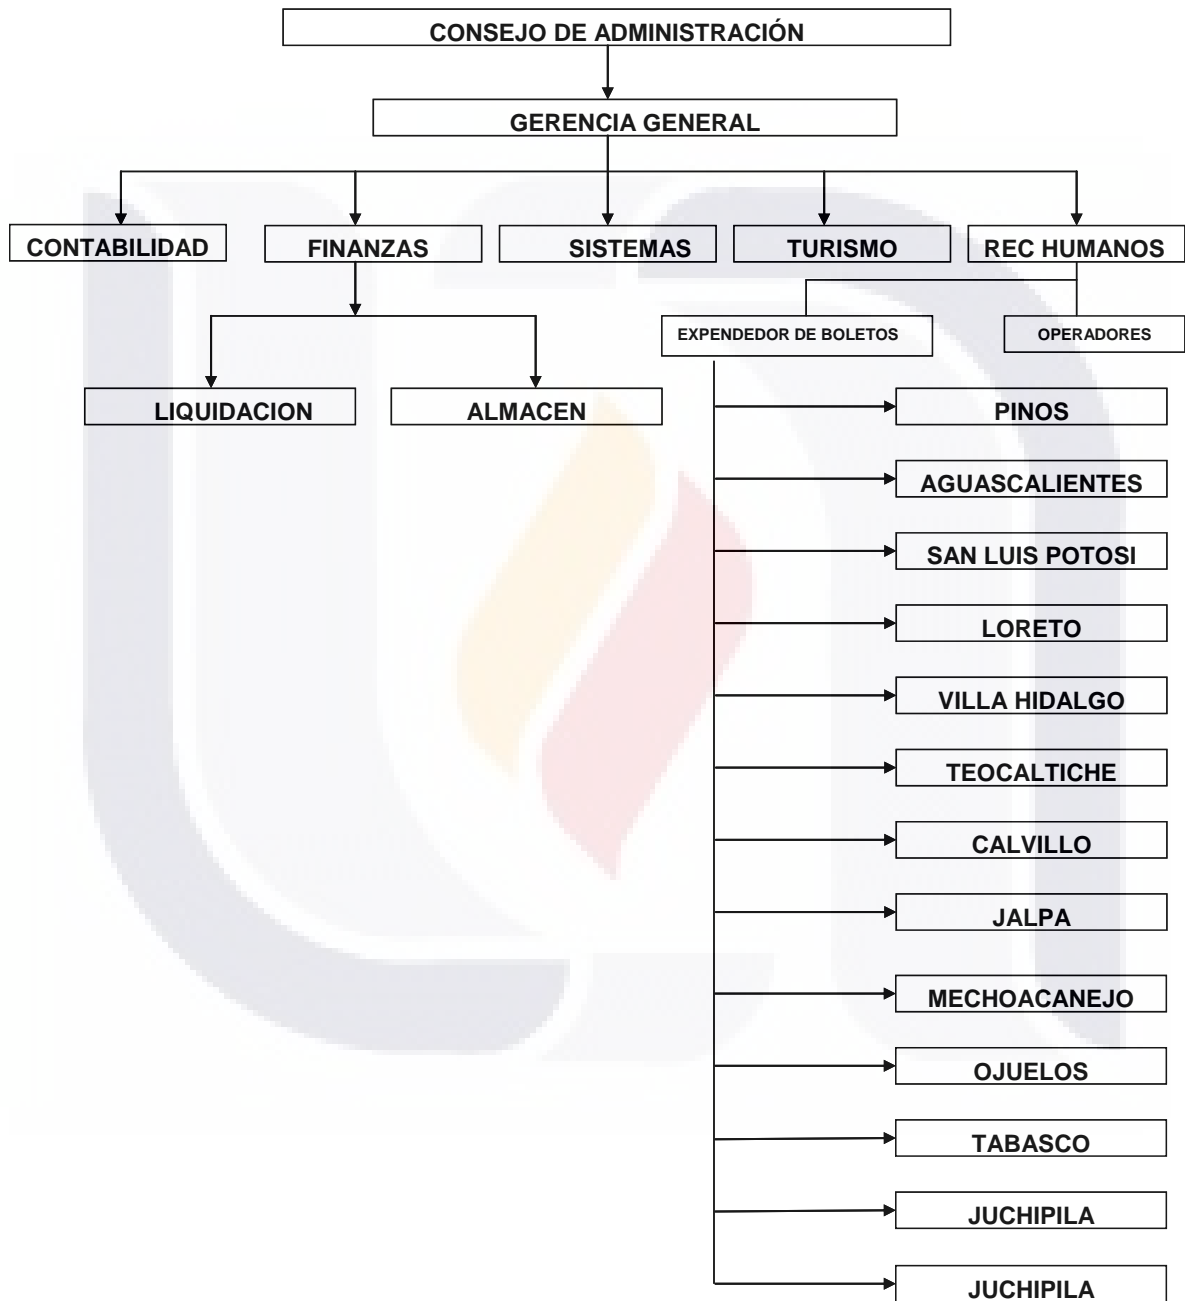 CONSEJO DE ADMINISTRACIÓN
GERENCIA GENERAL
CONTABILIDAD
FINANZAS
SISTEMAS
TURISMO
REC HUMANOS
EXPENDEDOR DE BOLETOS
OPERADORES
LIQUIDACION
ALMACEN
PINOS
AGUASCALIENTES
SAN LUIS POTOSI
LORETO
VILLA HIDALGO
TEOCALTICHE
CALVILLO
JALPA
MECHOACANEJO
OJUELOS
TABASCO
JUCHIPILA
JUCHIPILA